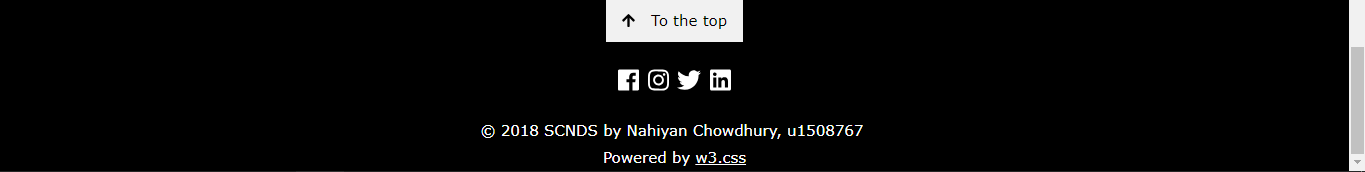 To the top
© 2018 SCNDS by Nahiyan Chowdhury, u1508767
Powered by w3.css